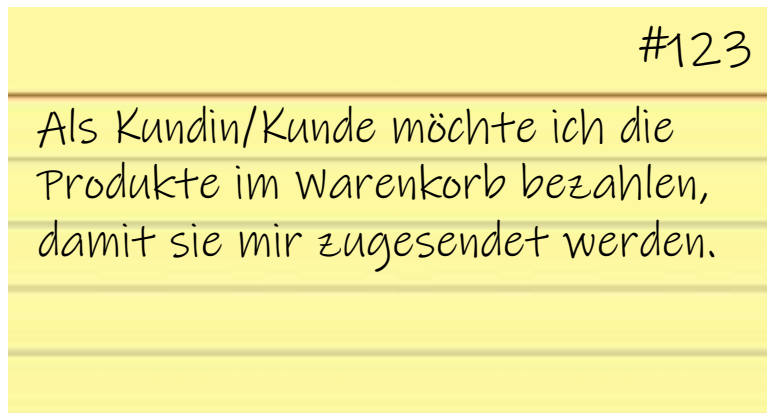 #123
Als Kundin/Kunde möchte ich die
Produkte im Warenkorb bezahlen,
damit sie mir zugesendet werden.